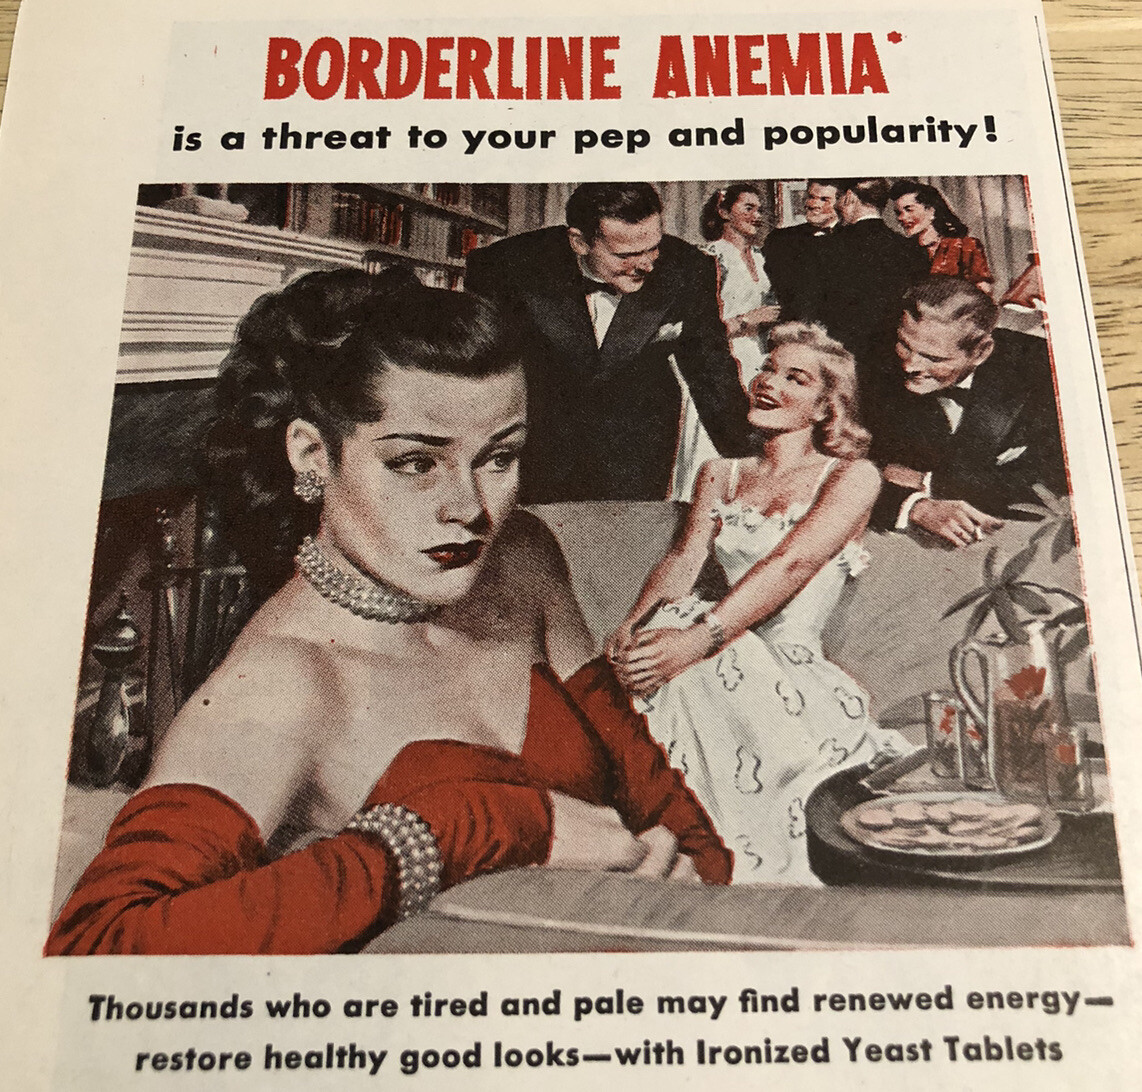 BORDERLINE ANEMIA*
is a threat to your pep and popularity!
Thousands who are tired and pale may find renewed energy—
restore healthy good looks—with Ironized Yeast Tablets